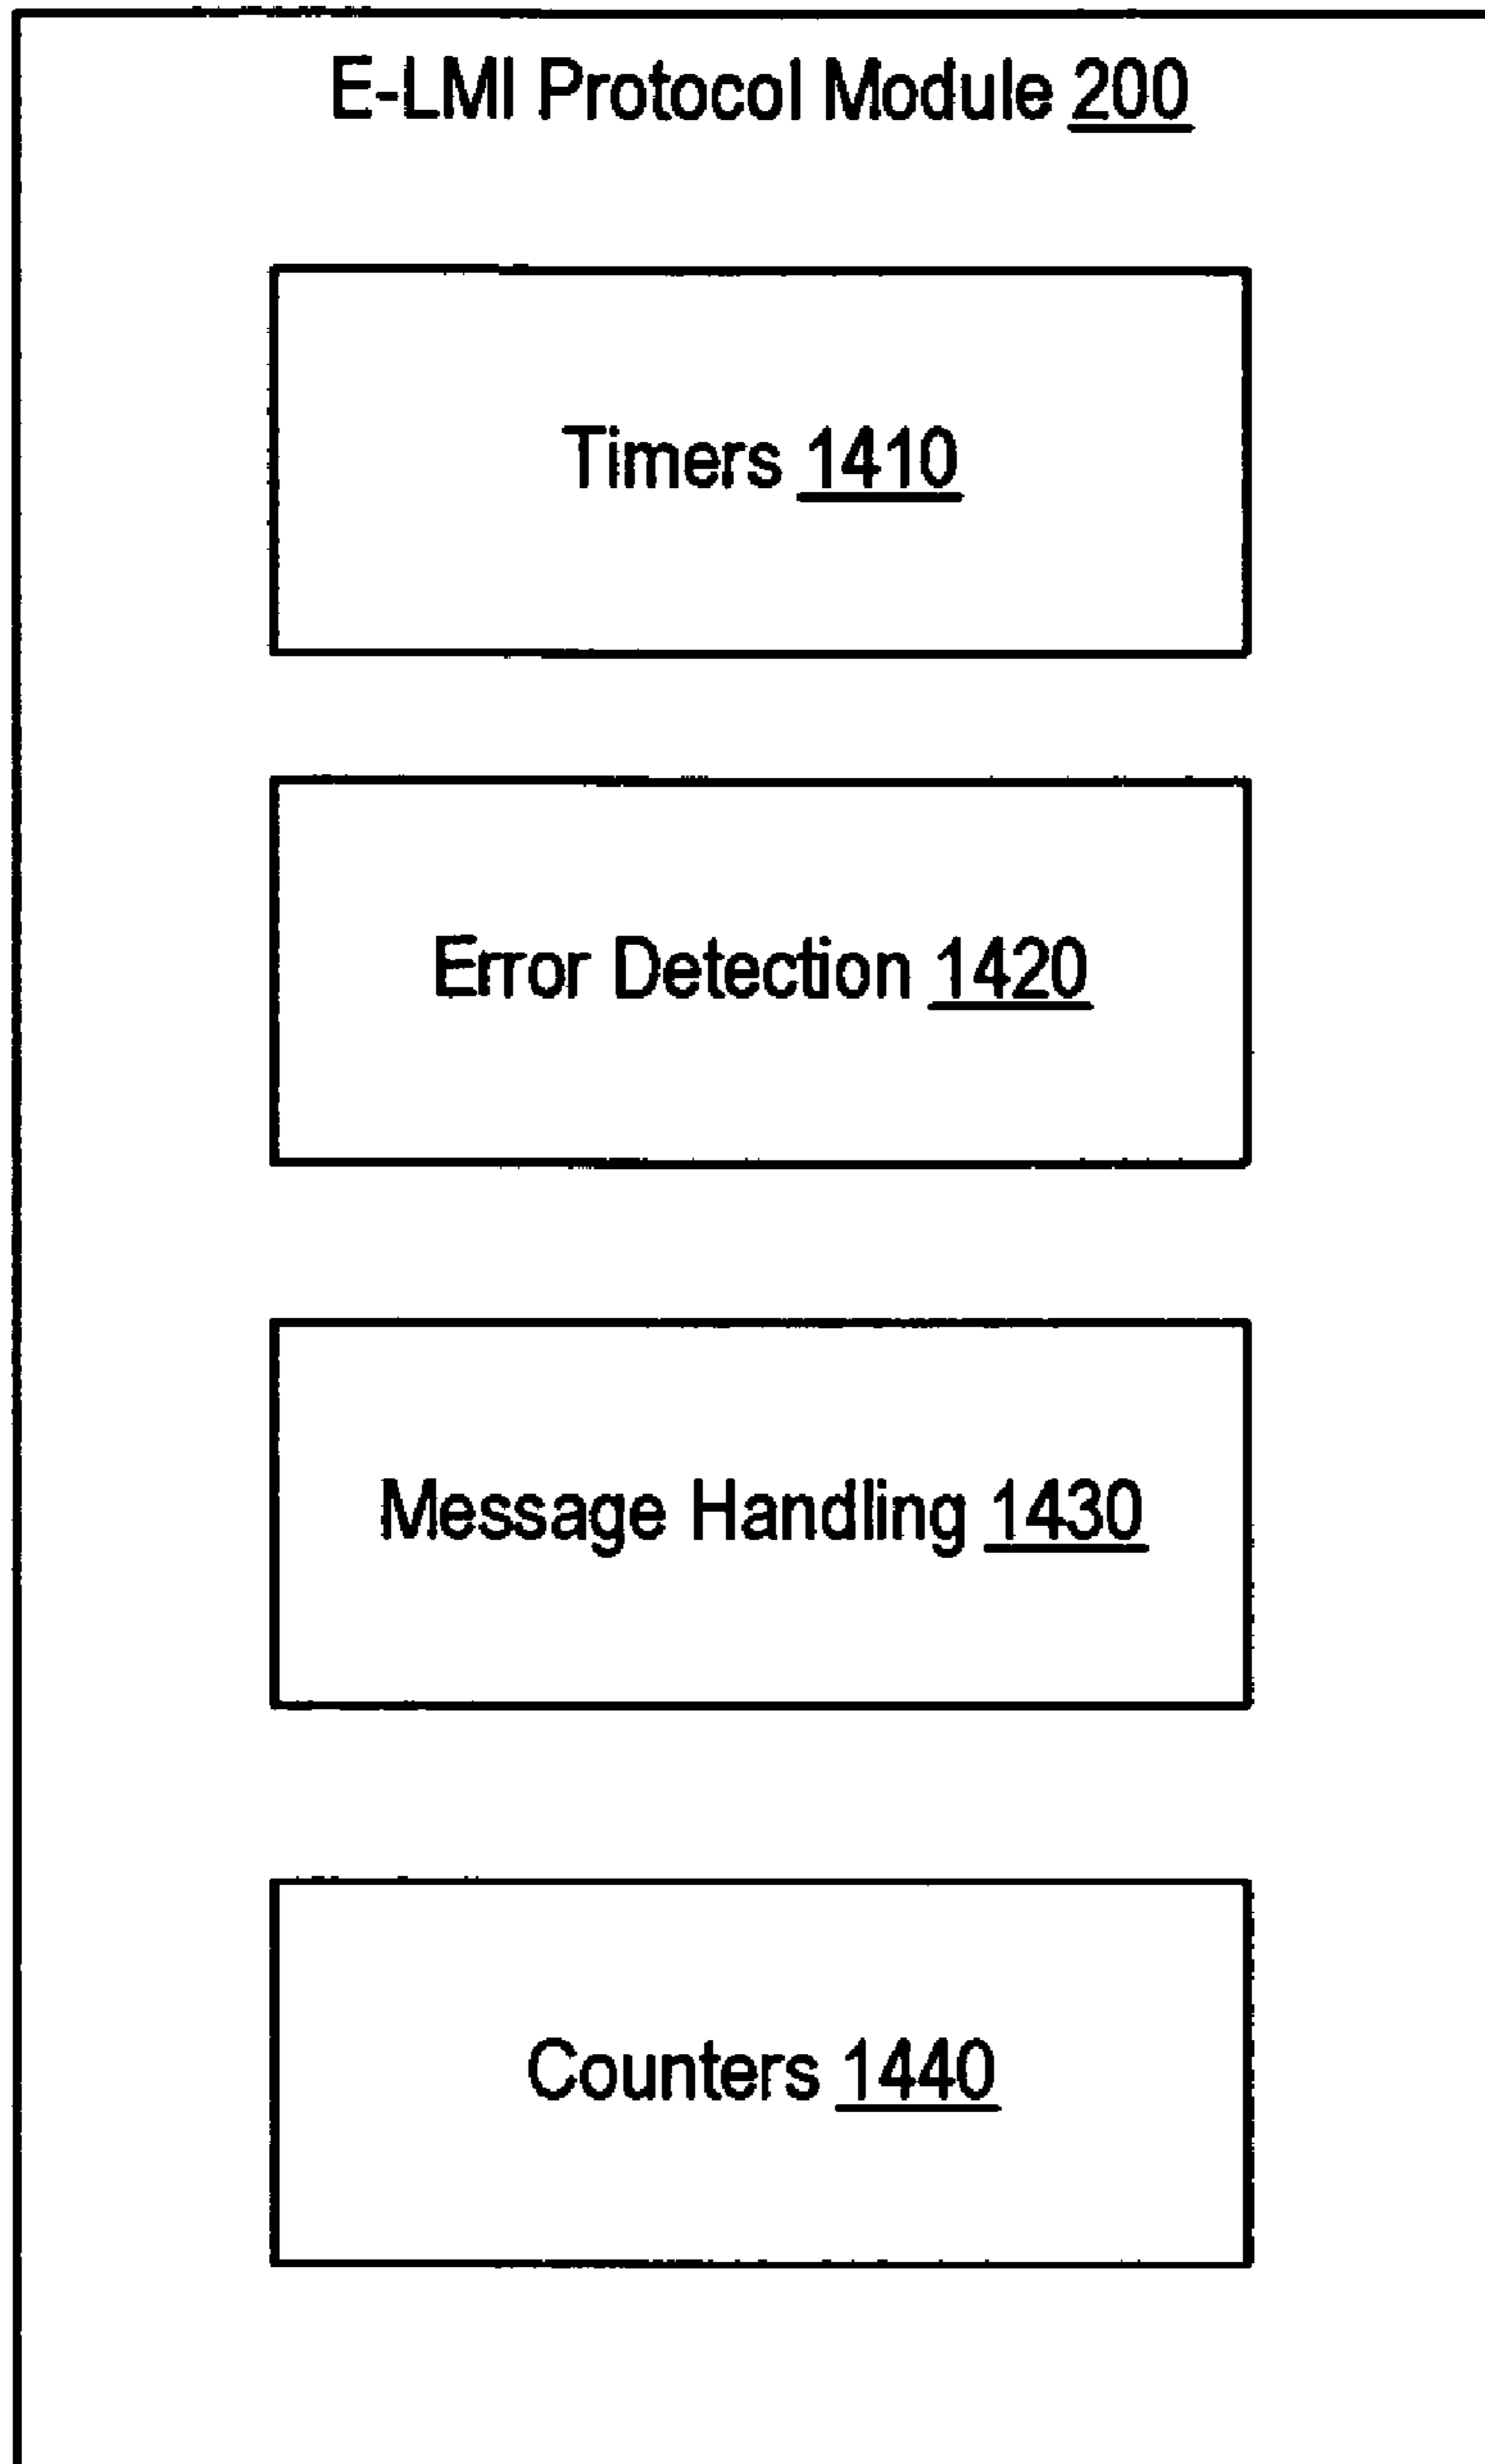 E-LMI Protocol Module 200
Timers 1410
Error Detection 1420
Message Handling 1430
Counters 1440